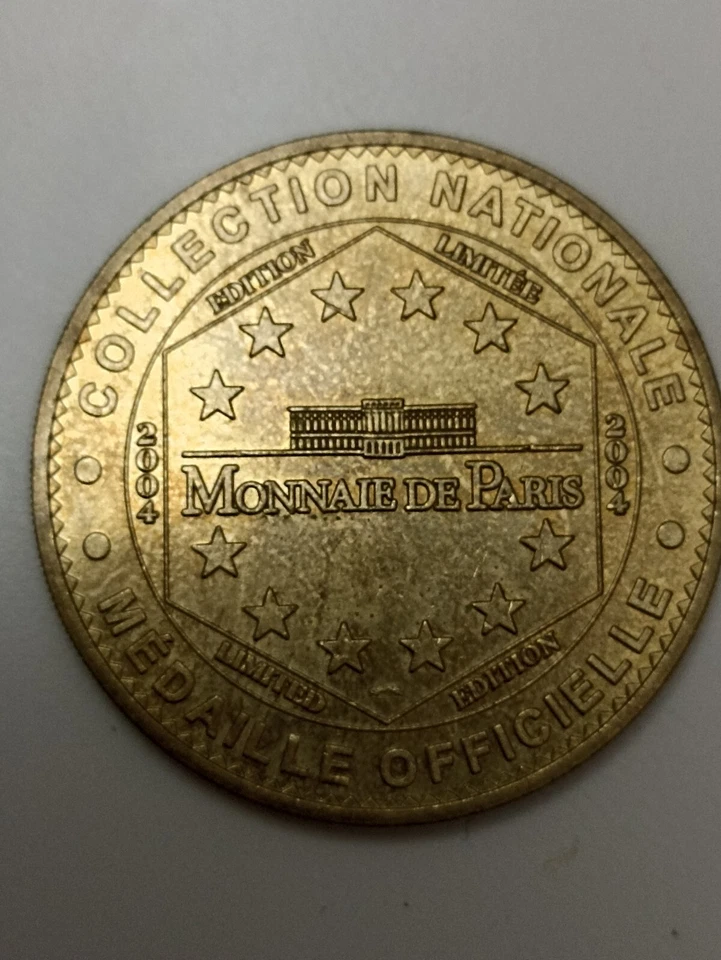 COLLECTION NATIONALE
EDITION LIMITÉE
2004
2004
MONNAIE DE PARIS
LIMITED EDITION
MÉDAILLE OFFICIELLE